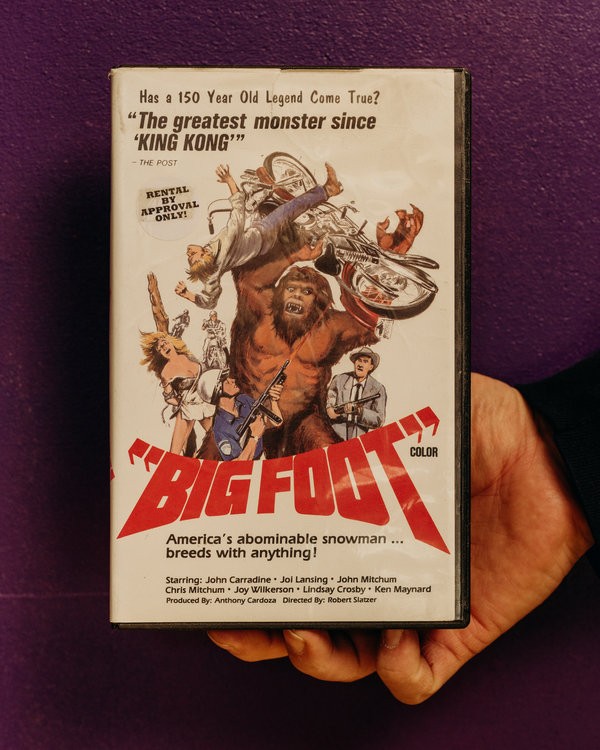 Has a 150 Year Old Legend Come True?
“The greatest monster since
‘KING KONG’”
– THE POST
RENTAL
BY
APPROVAL
ONLY!
“BIGFOOT”
COLOR
America's abominable snowman ...
breeds with anything!
Starring: John Carradine • Joi Lansing • John Mitchum
Chris Mitchum • Joy Wilkerson • Lindsay Crosby • Ken Maynard
Produced By: Anthony Cardoza Directed By: Robert Slatzer